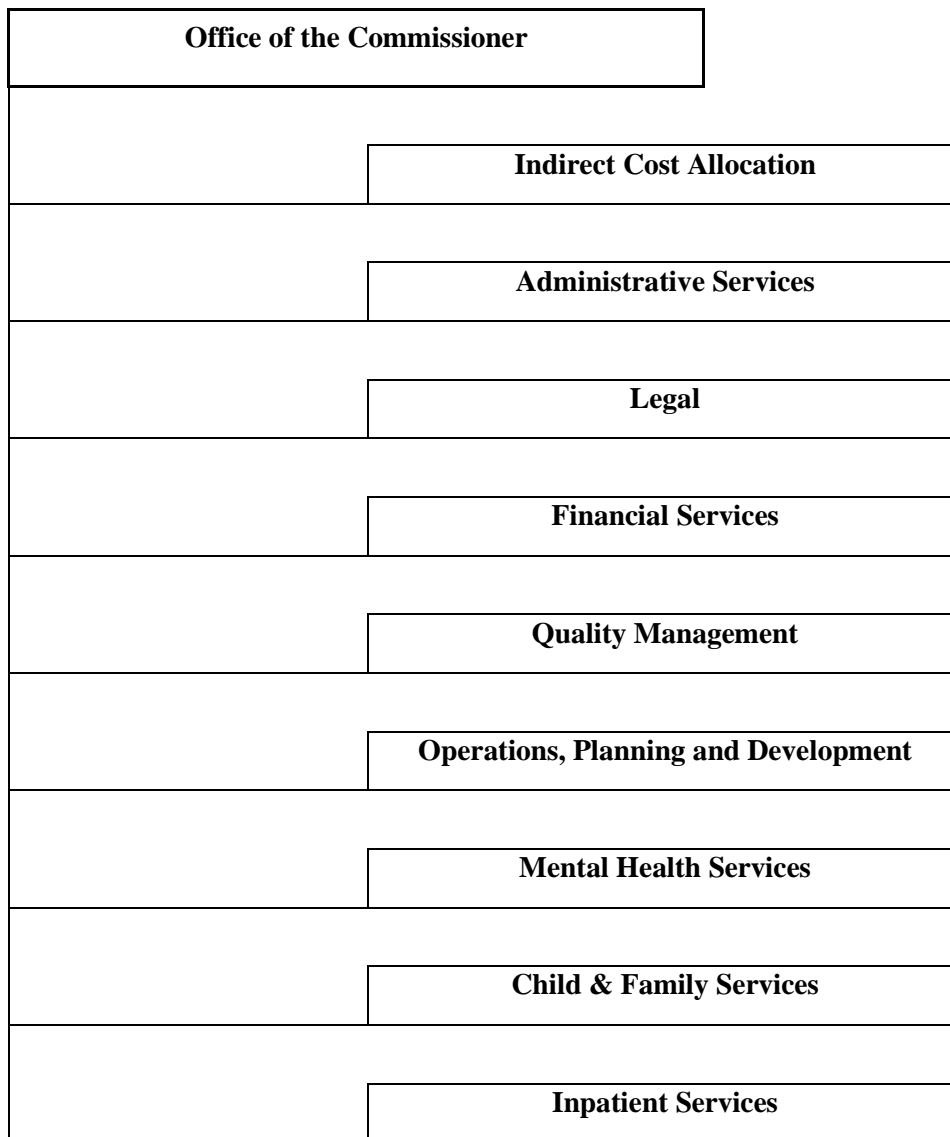 Office of the Commissioner
Indirect Cost Allocation
Administrative Services
Legal
Financial Services
Quality Management
Operations, Planning and Development
Mental Health Services
Child & Family Services
Inpatient Services